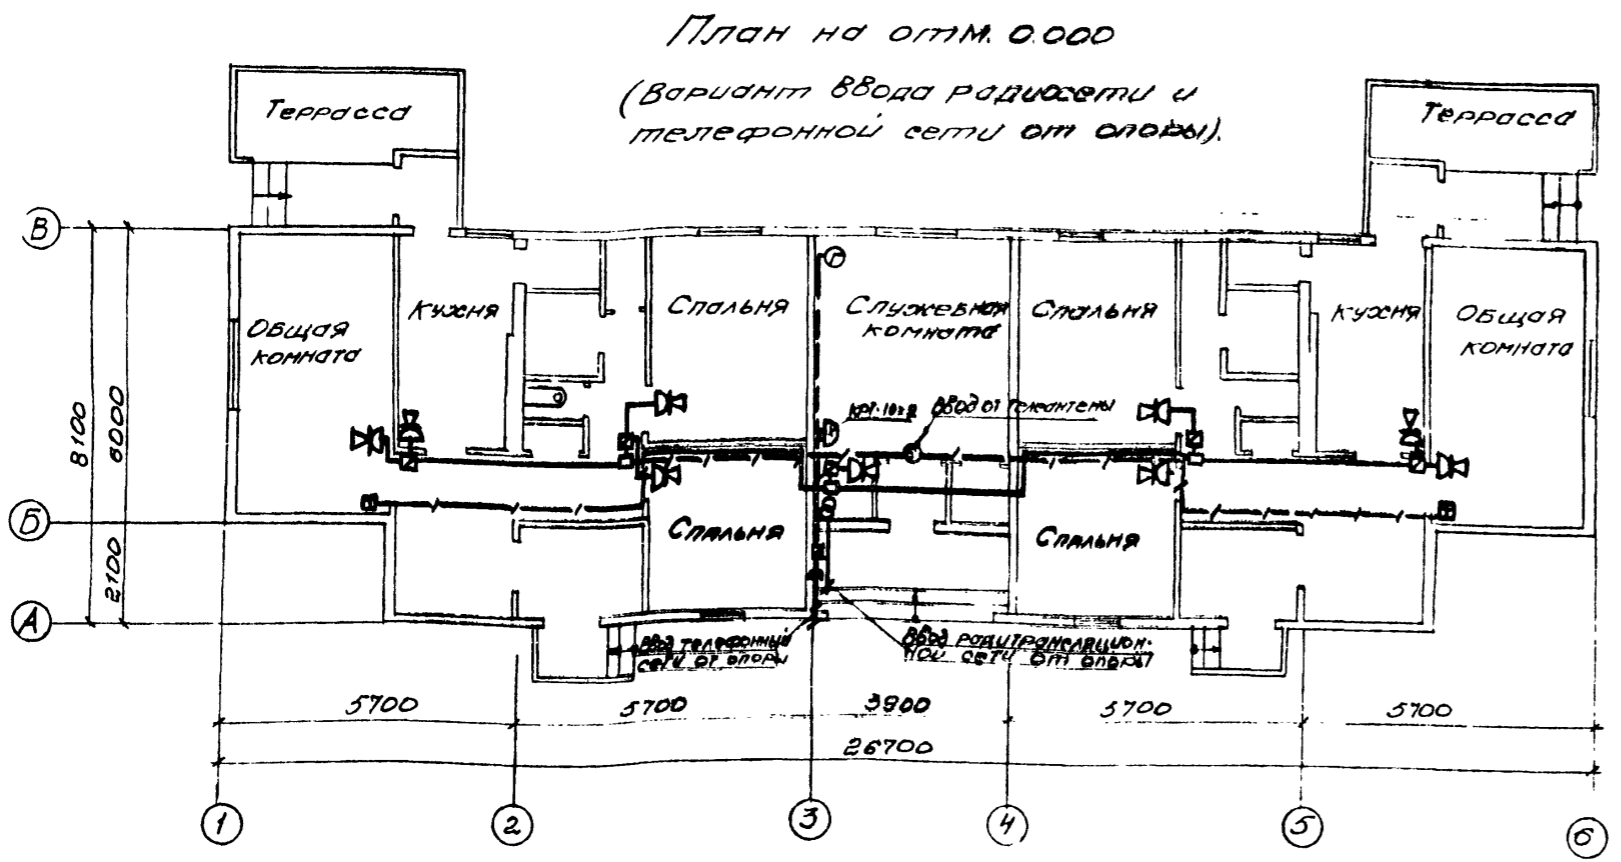 План на отм. 0.000
(Вариант ввода радиосети и
телефонной сети от опоры).
Терраса
Терраса
В
Общая
комната
Кухня
Спальня
Служебная
комната
Спальня
Кухня
Общая
комната
8100
6000
2100
Ввод от телеантены
Б
Спальня
Спальня
А
Ввод телефонный
сети от опоры
Ввод радиотрансляцион-
ной сети от опоры
5700
5700
3900
5700
5700
26700
1
2
3
4
5
6